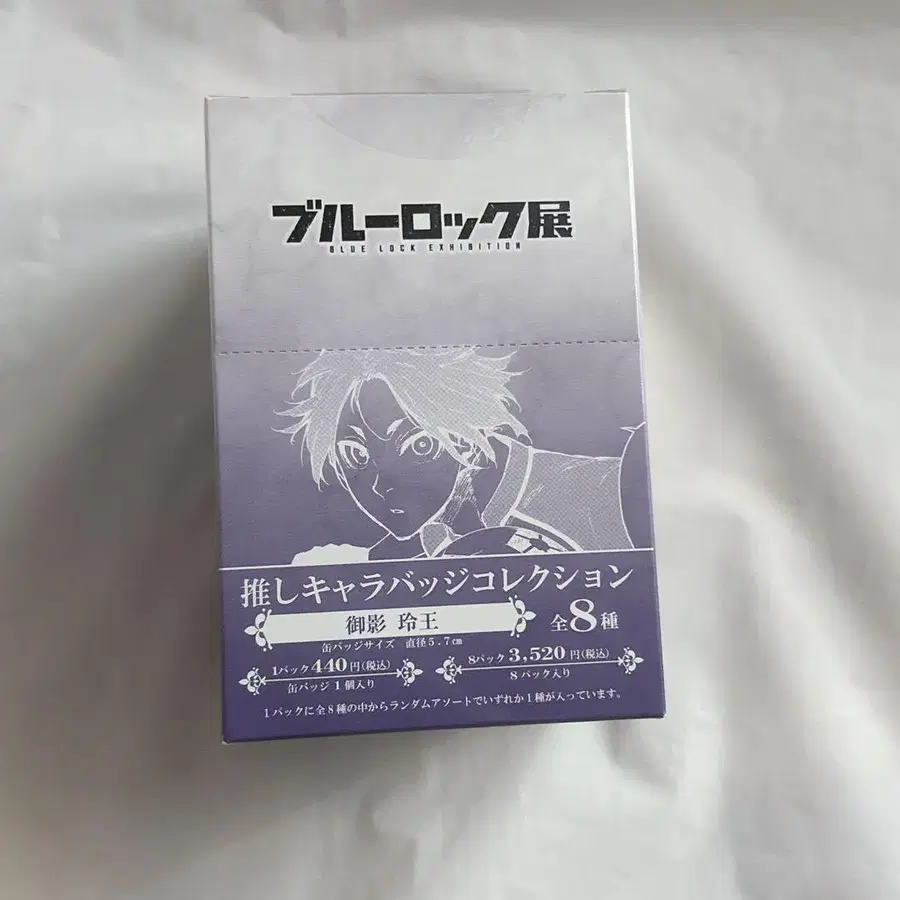 ブルーロック展
BLUE LOCK EXHIBITION
推しキャラバッジコレクション
御影 玲王
全8種
缶バッジサイズ 直径5.7cm
1パック440円(税込)
缶バッジ1個入り
8パック3,520円(税込)
8パック入り
1パックに全8種の中からランダムアソートでいずれか1種が入っています。